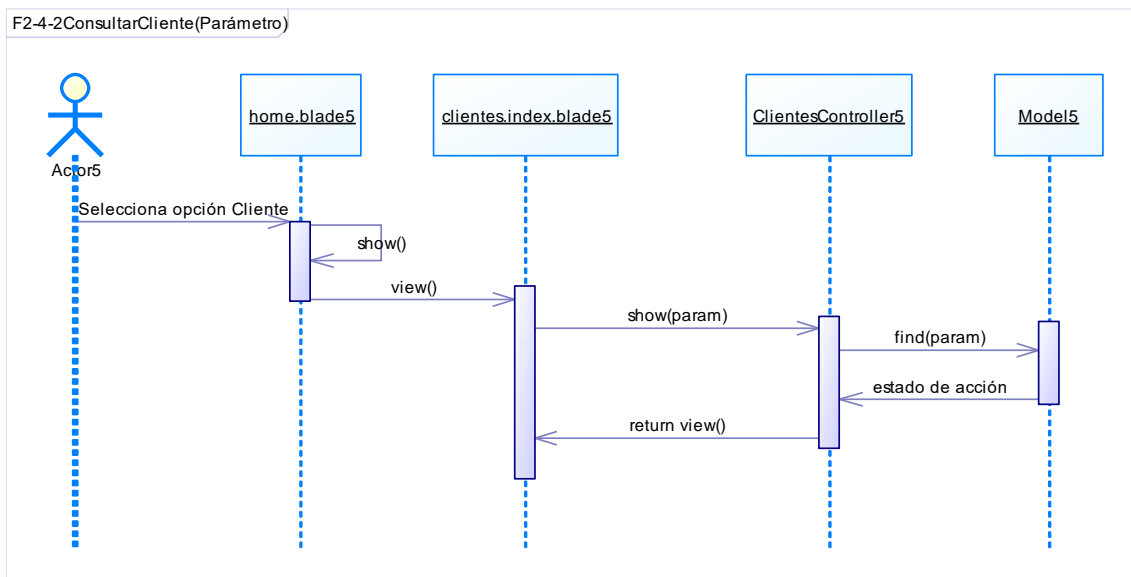 F2-4-2ConsultarCliente(Parámetro)
home.blade5
clientes.index.blade5
ClientesController5
Model5
Actor5
Selecciona opción Cliente
show()
view()
show(param)
find(param)
estado de acción
return view()